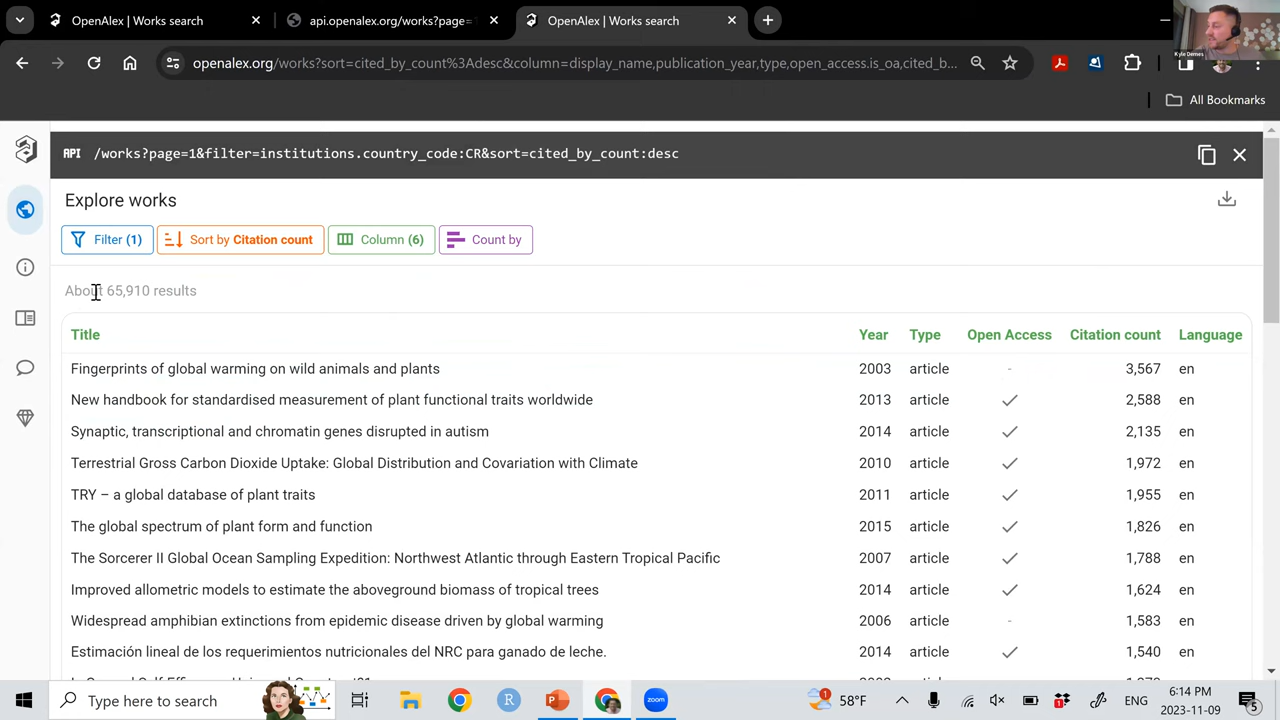 OpenAlex | Works search
api.openalex.org/works?page=1
OpenAlex | Works search
Kyle Demes
openalex.org/works?sort=cited_by_count%3Adesc&column=display_name,publication_year,type,open_access.is_oa,cited_b...
All Bookmarks
API /works?page=1&filter=institutions.country_code:CR&sort=cited_by_count:desc
Explore works
Filter (1) Sort by Citation count Column (6) Count by
About 65,910 results
Title Year Type Open Access Citation count Language
Fingerprints of global warming on wild animals and plants 2003 article - 3,567 en
New handbook for standardised measurement of plant functional traits worldwide 2013 article 2,588 en
Synaptic, transcriptional and chromatin genes disrupted in autism 2014 article 2,135 en
Terrestrial Gross Carbon Dioxide Uptake: Global Distribution and Covariation with Climate 2010 article 1,972 en
TRY – a global database of plant traits 2011 article 1,955 en
The global spectrum of plant form and function 2015 article 1,826 en
The Sorcerer II Global Ocean Sampling Expedition: Northwest Atlantic through Eastern Tropical Pacific 2007 article 1,788 en
Improved allometric models to estimate the aboveground biomass of tropical trees 2014 article 1,624 en
Widespread amphibian extinctions from epidemic disease driven by global warming 2006 article - 1,583 en
Estimación lineal de los requerimientos nutricionales del NRC para ganado de leche. 2014 article 1,540 en
Type here to search
R
P
zoom
1
58°F
2
ENG
6:14 PM
2023-11-09
5